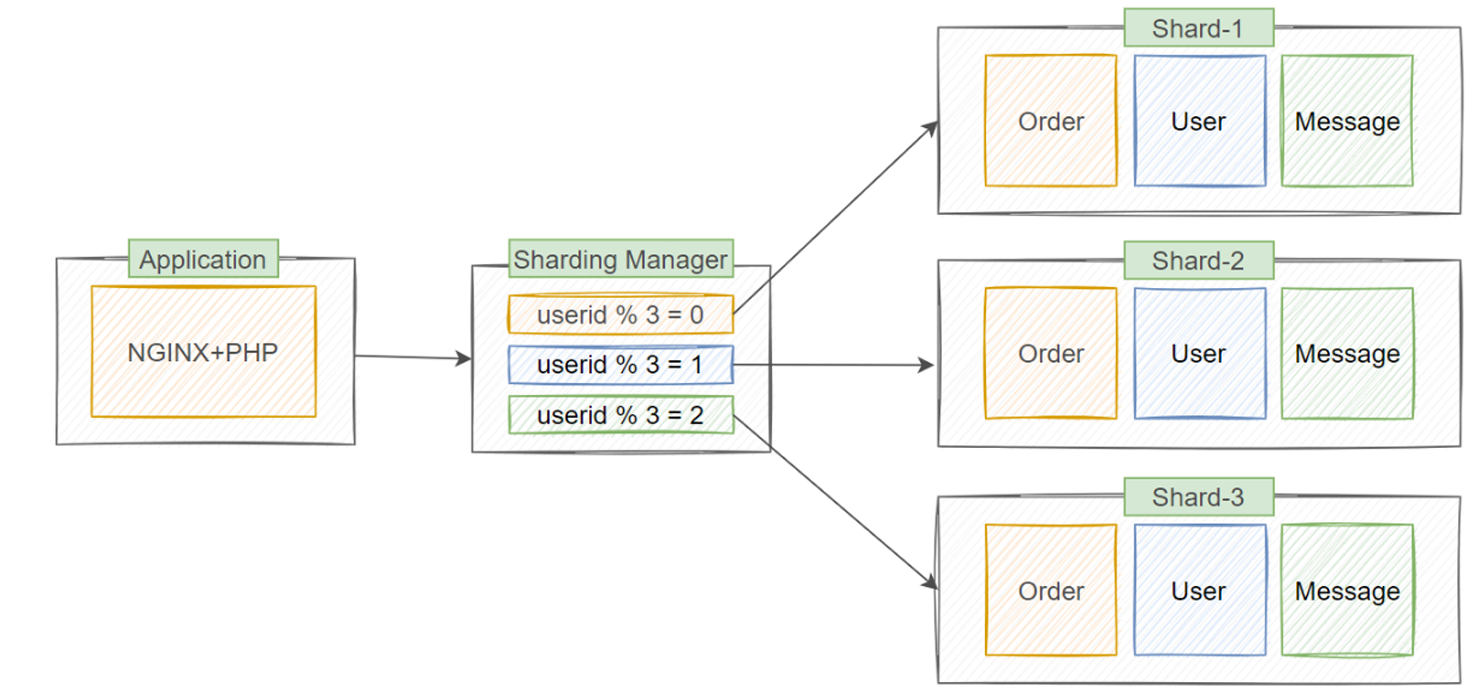 Application
NGINX+PHP
Sharding Manager
userid % 3 = 0
userid % 3 = 1
userid % 3 = 2
Shard-1
Order User Message
Shard-2
Order User Message
Shard-3
Order User Message